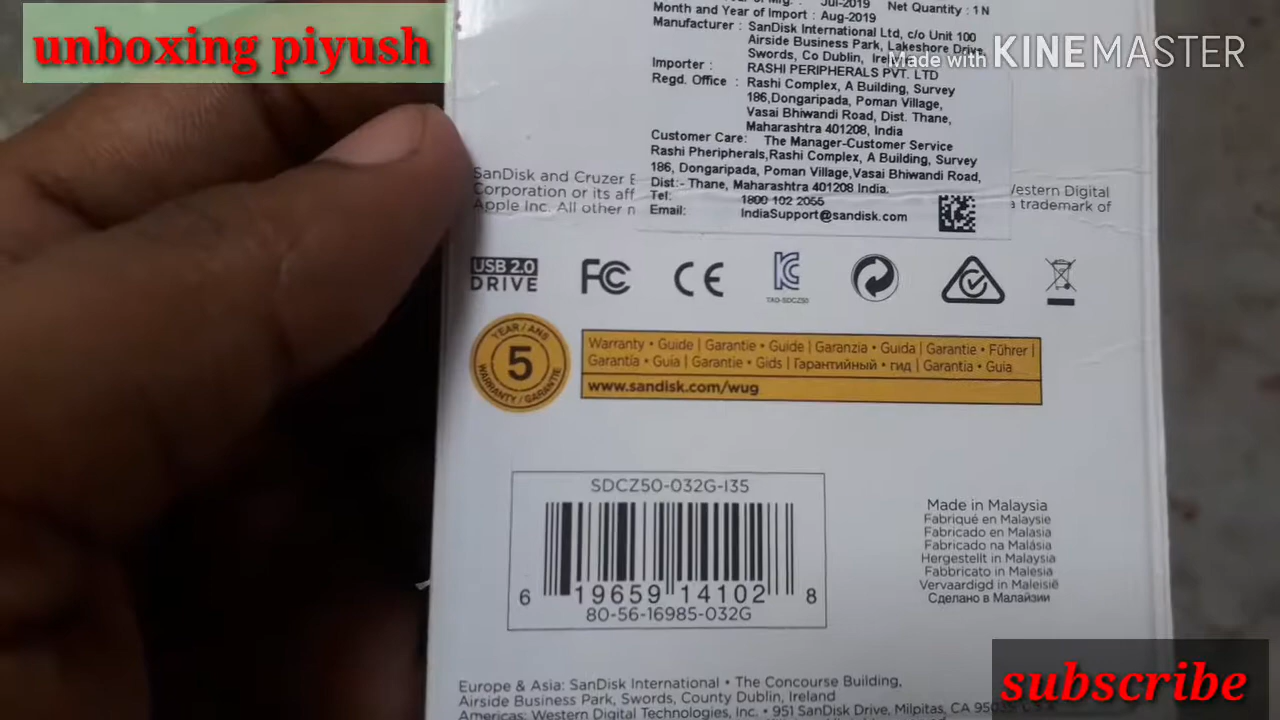 unboxing piyush
Made with KINEMASTER
Jul-2019 Net Quantity : 1 N
Month and Year of Import : Aug-2019
Manufacturer : SanDisk International Ltd, c/o Unit 100
Airside Business Park, Lakeshore Drive,
Swords, Co Dublin,
Importer : RASHI PERIPHERALS PVT. LTD
Regd. Office : Rashi Complex, A Building, Survey
186,Dongaripada, Poman Village,
Vasai Bhiwandi Road, Dist. Thane,
Maharashtra 401208, India
Customer Care: The Manager-Customer Service
Rashi Pheripherals,Rashi Complex, A Building, Survey
186, Dongaripada, Poman Village,Vasai Bhiwandi Road,
Dist:- Thane, Maharashtra 401208 India.
Tel: 1800 102 2055
Email: IndiaSupport@sandisk.com
SanDisk and Cruzer
Western Digital
Corporation or its
a trademark of
Apple Inc. All other
USB 2.0
DRIVE
FC CE
TAD-SDCZ50
YEAR / ANS
5
WARRANTY / GARANTIE
Warranty • Guide | Garantie • Guide | Garanzia • Guida | Garantie • Führer |
Garantía • Guía | Garantie • Gids | Гарантийный • гид | Garantia • Guia
www.sandisk.com/wug
SDCZ50-032G-I35
6 19659 14102 8
80-56-16985-032G
Made in Malaysia
Fabriqué en Malaysie
Fabricado en Malasia
Fabricado na Malásia
Hergestellt in Malaysia
Fabbricato in Malesia
Vervaardigd in Maleisië
Сделано в Малайзии
Europe & Asia: SanDisk International • The Concourse Building,
Airside Business Park, Swords, County Dublin, Ireland
Americas: Western Digital Technologies, Inc. • 951 SanDisk Drive, Milpitas, CA 95035
subscribe